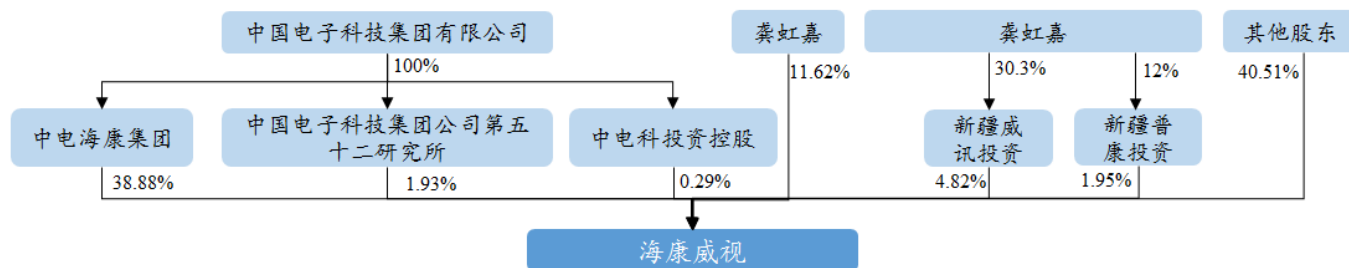 中国电子科技集团有限公司
龚虹嘉
龚虹嘉
其他股东
100%
11.62%
30.3%
12%
40.51%
中电海康集团
中国电子科技集团公司第五
十二研究所
中电科投资控股
新疆威
讯投资
新疆普
康投资
38.88%
1.93%
0.29%
4.82%
1.95%
海康威视